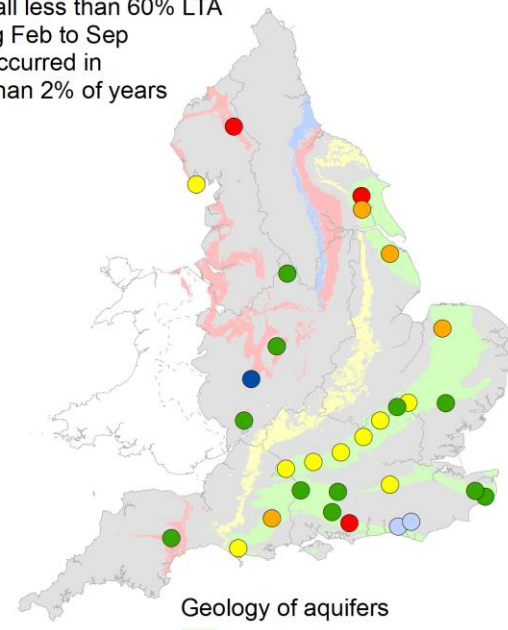 all less than 60% LTA
g Feb to Sep
ccurred in
han 2% of years
Geology of aquifers